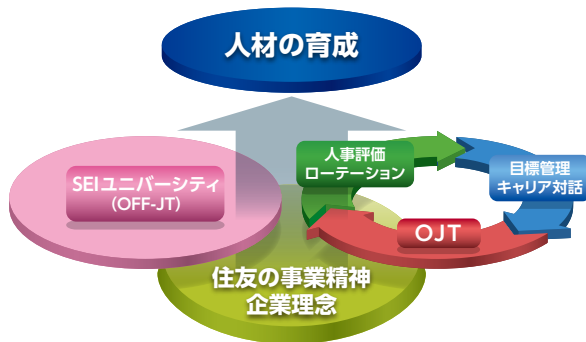 人材の育成
人事評価
ローテーション
目標管理
キャリア対話
SEIユニバーシティ
(OFF-JT)
OJT
住友の事業精神
企業理念